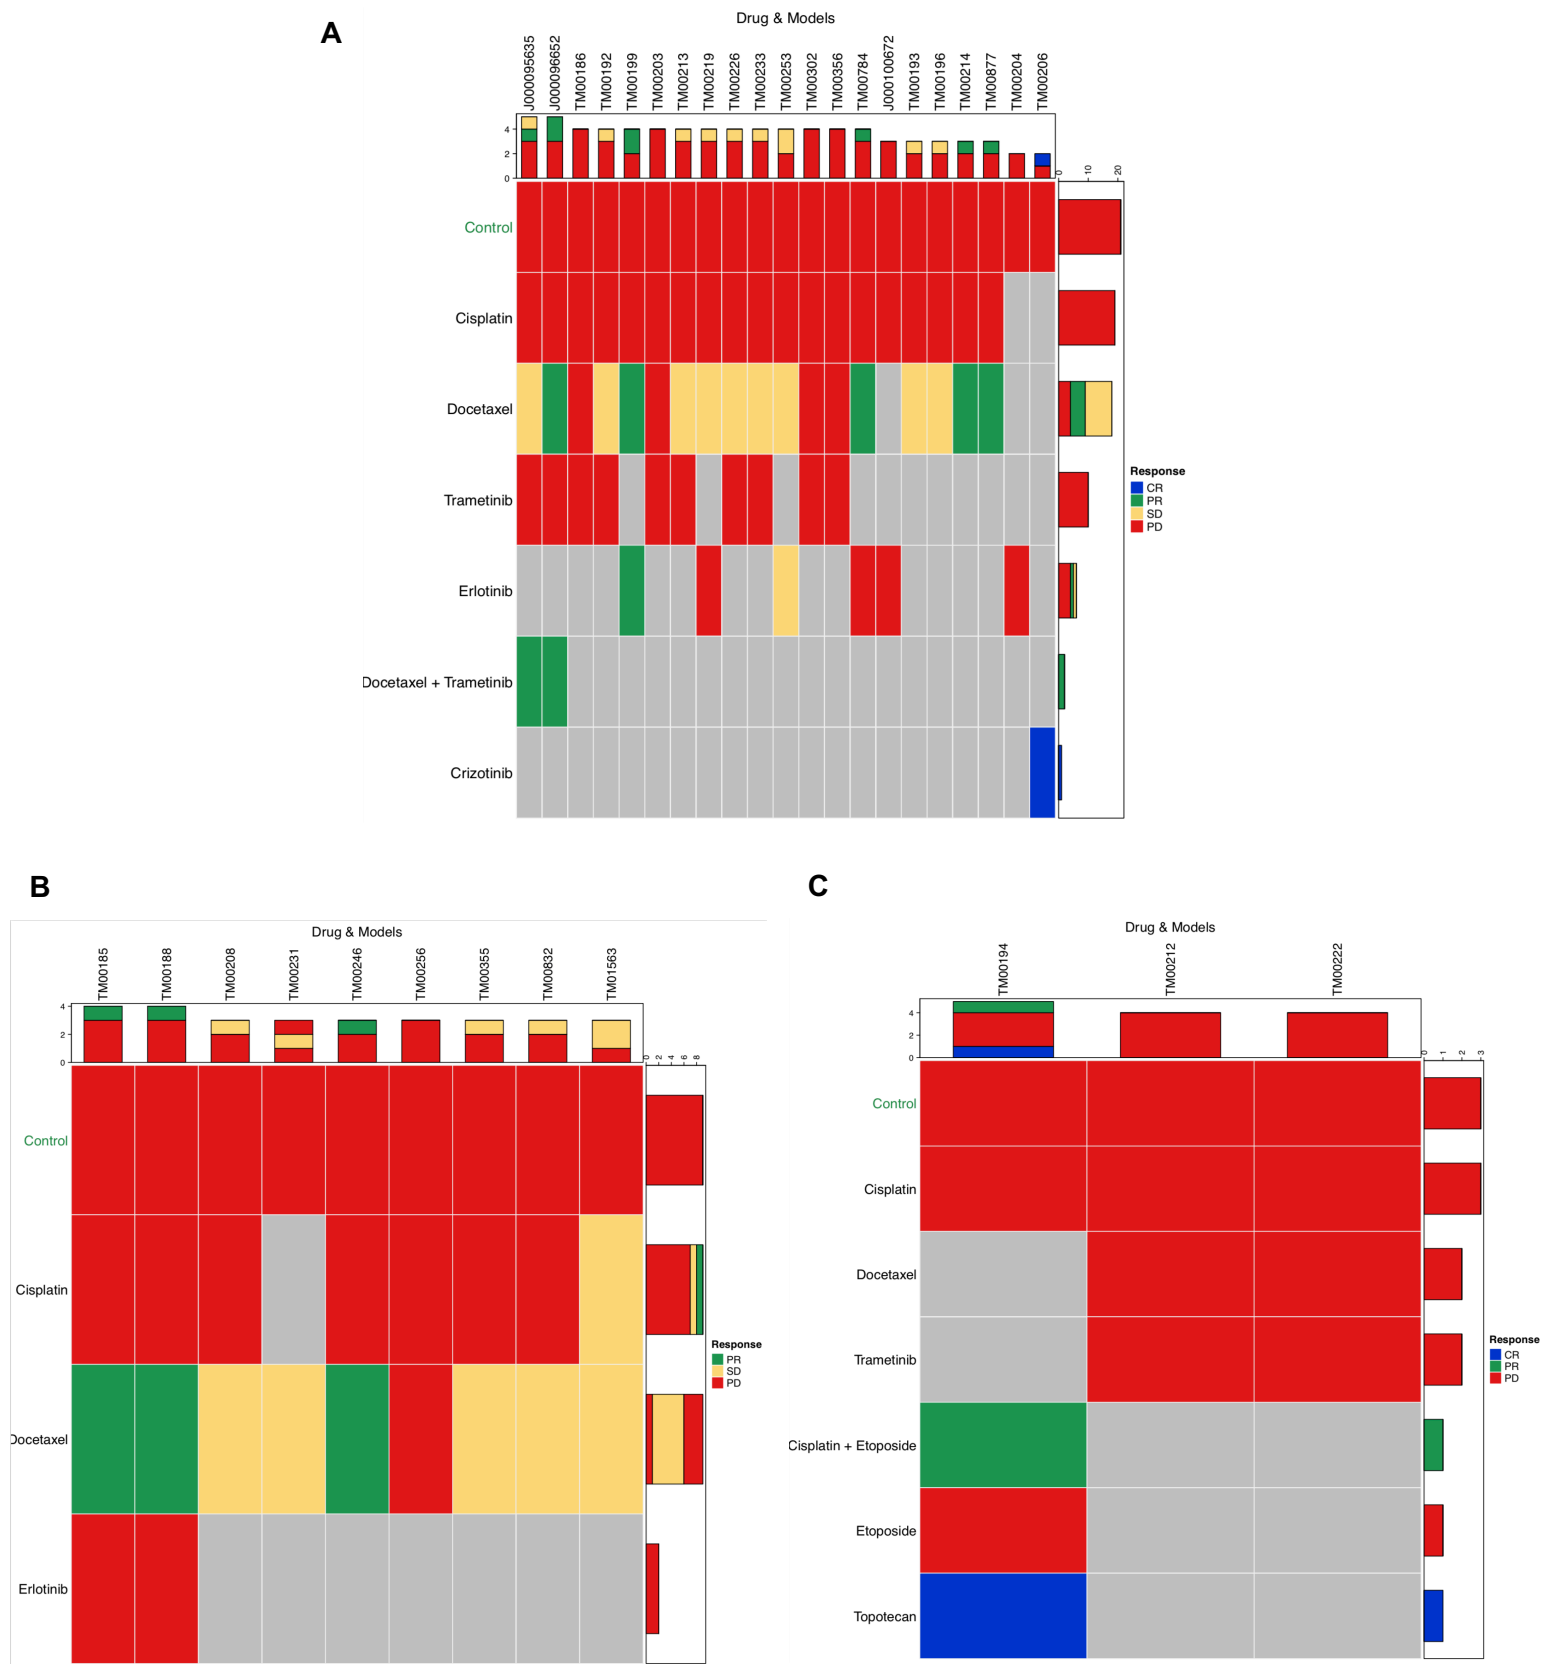 A
Drug & Models
J000095635
J000096652
TM00186
TM00192
TM00199
TM00203
TM00213
TM00219
TM00226
TM00233
TM00253
TM00302
TM00356
TM00784
J000100672
TM00193
TM00196
TM00214
TM00877
TM00204
TM00206
4
2
0
0
10
20
Control
Cisplatin
Docetaxel
Trametinib
Erlotinib
Docetaxel + Trametinib
Crizotinib
Response
CR
PR
SD
PD
B
Drug & Models
TM00185
TM00188
TM00208
TM00231
TM00246
TM00256
TM00355
TM00832
TM01563
4
2
0
0
2
4
6
8
Control
Cisplatin
Docetaxel
Erlotinib
Response
PR
SD
PD
C
Drug & Models
TM00194
TM00212
TM00222
4
2
0
0
1
2
3
Control
Cisplatin
Docetaxel
Trametinib
Cisplatin + Etoposide
Etoposide
Topotecan
Response
CR
PR
PD